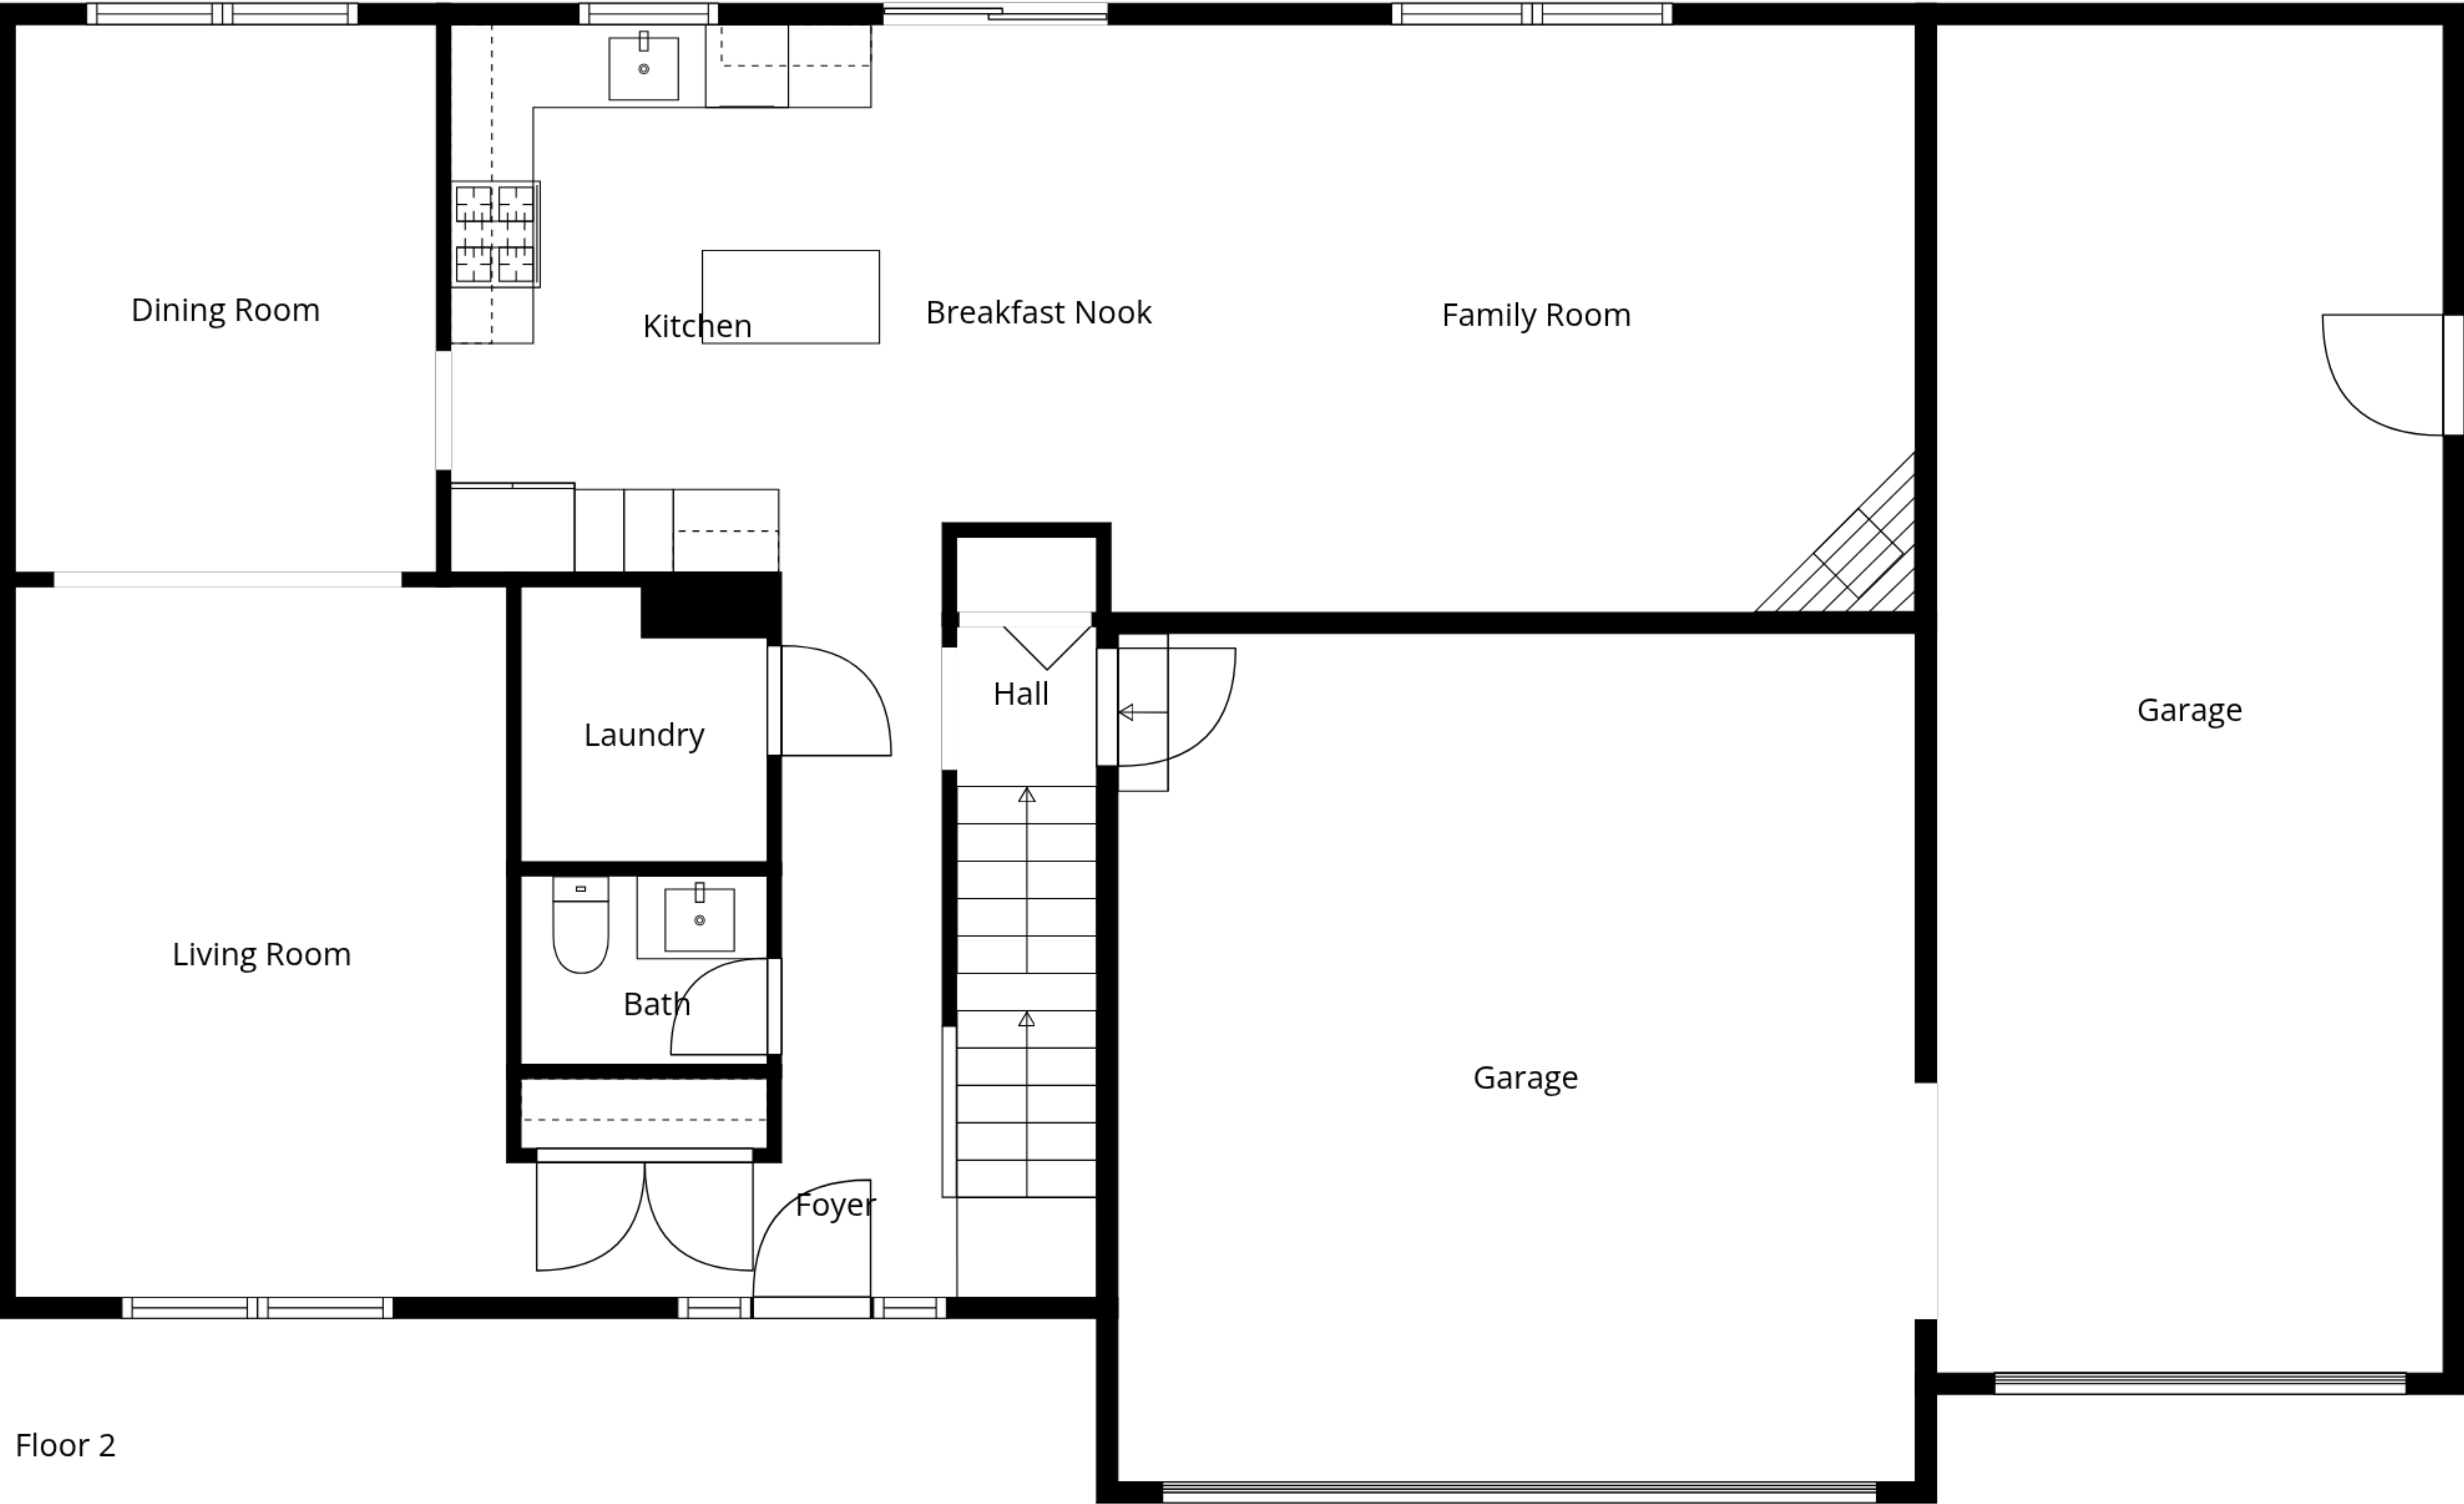 Dining Room
Kitchen
Breakfast Nook
Family Room
Hall
Laundry
Garage
Living Room
Bath
Garage
Foyer
Floor 2